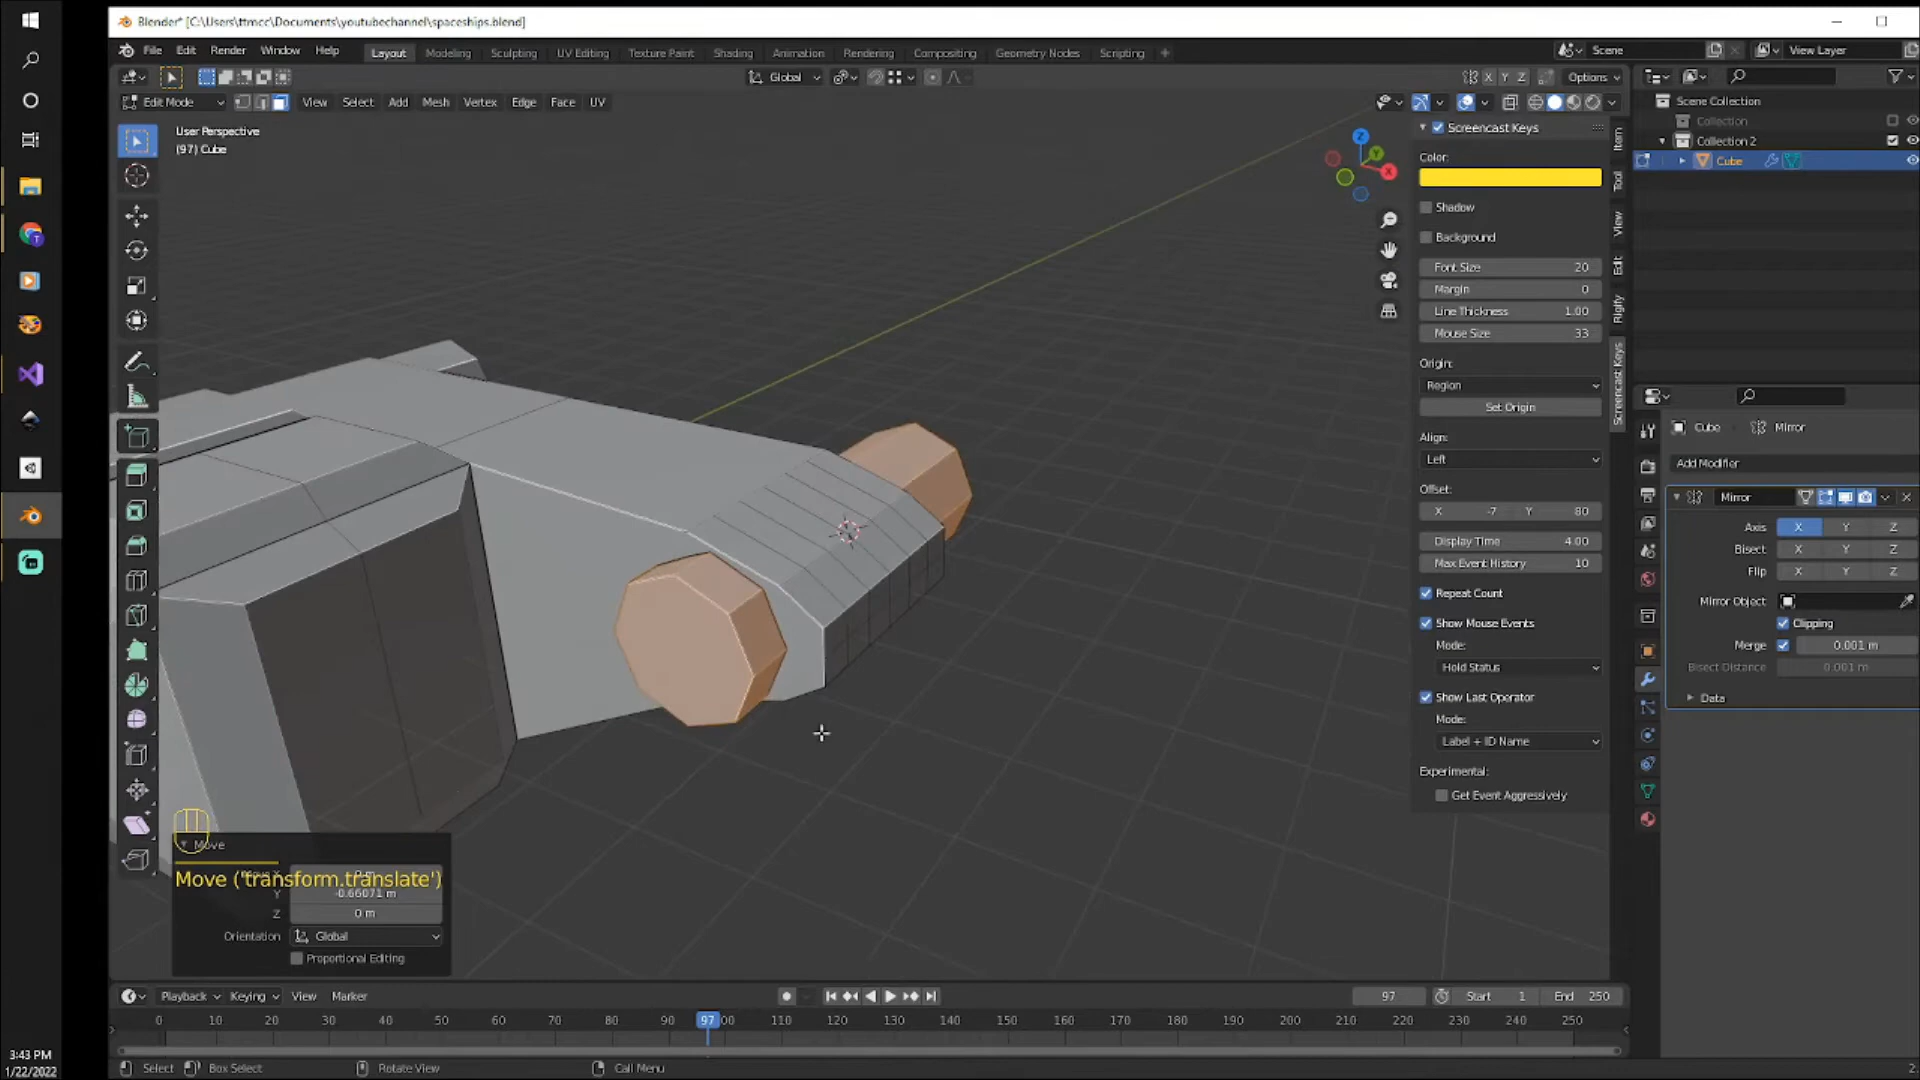 Blender* [C:\Users\ttmcc\Documents\youtubechannel\spaceships.blend]
File Edit Render Window Help Layout Modeling Sculpting UV Editing Texture Paint Shading Animation Rendering Compositing Geometry Nodes Scripting + Scene View Layer
Global X Y Z Options
Edit Mode View Select Add Mesh Vertex Edge Face UV
User Perspective
(97) Cube
Z
Y
X
Screencast Keys
Color:
Shadow
Background
Font Size 20
Margin 0
Line Thickness 1.00
Mouse Size 33
Origin:
Region
Set Origin
Align:
Left
Offset:
X -7 Y 80
Display Time 4.00
Max Event History 10
Repeat Count
Show Mouse Events
Mode:
Hold Status
Show Last Operator
Mode:
Label + ID Name
Experimental:
Get Event Aggressively
Item
Tool
View
Edit
Rigify
Screencast Keys
Scene Collection
Collection
Collection 2
Cube
Cube Mirror
Add Modifier
Mirror
Axis X Y Z
Bisect X Y Z
Flip X Y Z
Mirror Object
Clipping
Merge 0.001 m
Bisect Distance 0.001 m
Data
Move
Move ('transform.translate')
Y -0.66071 m
Z 0 m
Orientation Global
Proportional Editing
Playback Keying View Marker 97 Start 1 End 250
0 10 20 30 40 50 60 70 80 90 97 00 110 120 130 140 150 160 170 180 190 200 210 220 230 240 250
Select Box Select Rotate View Call Menu 2.
3:43 PM
1/22/2022